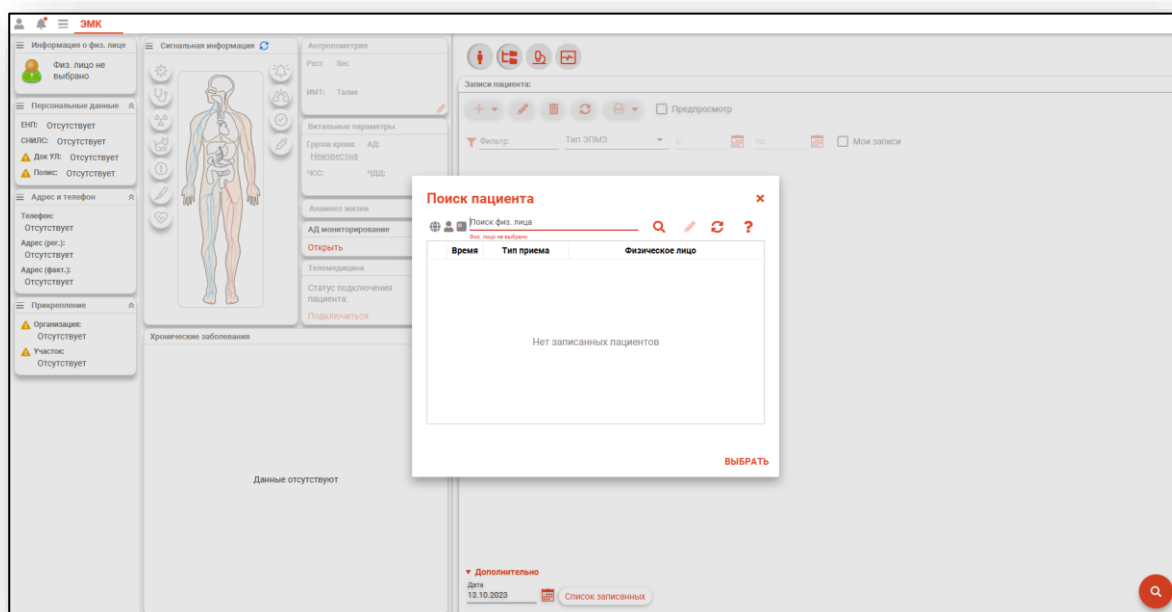 ЭМК
Информация о физ. лице
Физ. лицо не
выбрано
Персональные данные
ЕНП: Отсутствует
СНИЛС: Отсутствует
Док УЛ: Отсутствует
Полис: Отсутствует
Адрес и телефон
Телефон:
Отсутствует
Адрес (рег.):
Отсутствует
Адрес (факт.):
Отсутствует
Прикрепление
Организация:
Отсутствует
Участок:
Отсутствует
Сигнальная информация
Антропометрия
Рост Вес
ИМТ: Талия
Витальные параметры
Группа крови: АД:
Неизвестна
ЧСС: ЧДД:
Анамнез жизни
АД мониторирование
Открыть
Телемедицина
Статус подключения
пациента:
Подключиться
Хронические заболевания
Данные отсутствуют
Записи пациента:
Предпросмотр
Фильтр: Тип ЭПМЗ с: по: Мои записи
Поиск пациента
Поиск физ. лица
Физ. лицо не выбрано
?
Время Тип приема Физическое лицо
Нет записанных пациентов
ВЫБРАТЬ
Дополнительно
Дата
13.10.2023 Список записанных